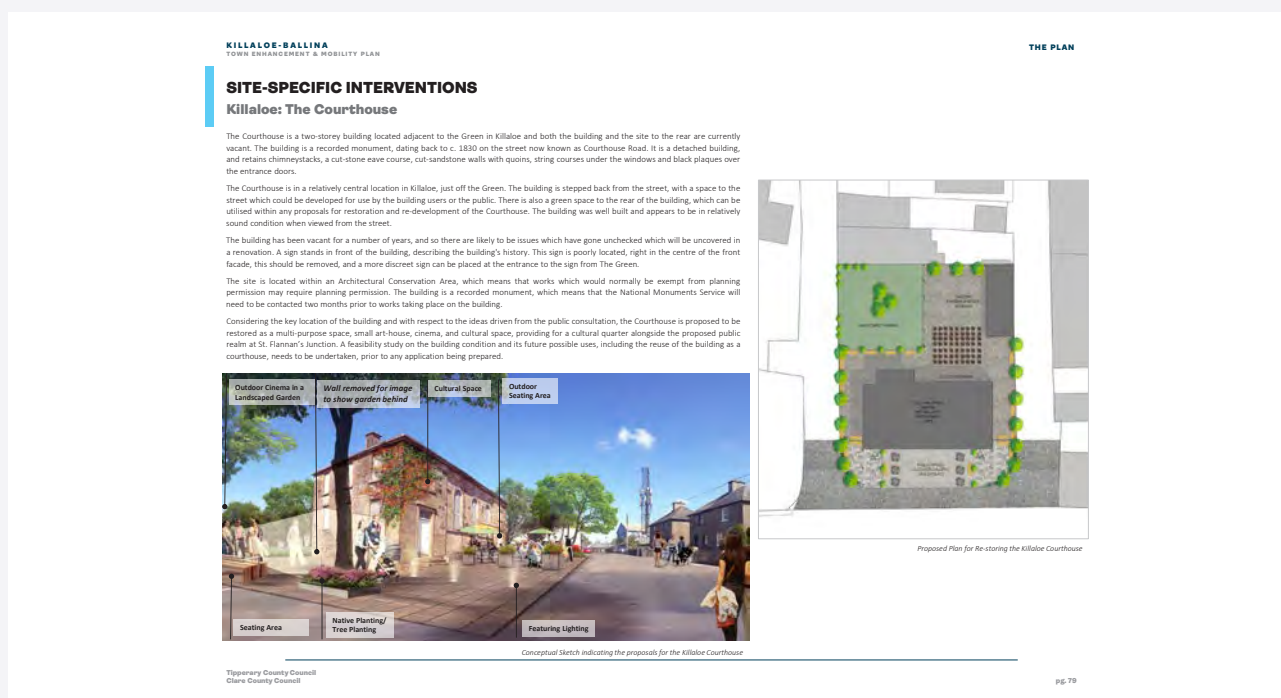 KILLALOE-BALLINA
TOWN ENHANCEMENT & MOBILITY PLAN
THE PLAN
SITE-SPECIFIC INTERVENTIONS
Killaloe: The Courthouse
The Courthouse is a two-storey building located adjacent to the Green in Killaloe and both the building and the site to the rear are currently
vacant. The building is a recorded monument, dating back to c. 1830 on the street now known as Courthouse Road. It is a detached building,
and retains chimneystacks, a cut-stone eave course, cut-sandstone walls with quoins, string courses under the windows and black plaques over
the entrance doors.
The Courthouse is in a relatively central location in Killaloe, just off the Green. The building is stepped back from the street, with a space to the
street which could be developed for use by the building users or the public. There is also a green space to the rear of the building, which can be
utilised within any proposals for restoration and re-development of the Courthouse. The building was well built and appears to be in relatively
sound condition when viewed from the street.
The building has been vacant for a number of years, and so there are likely to be issues which have gone unchecked which will be uncovered in
a renovation. A sign stands in front of the building, describing the building's history. This sign is poorly located, right in the centre of the front
facade, this should be removed, and a more discreet sign can be placed at the entrance to the sign from The Green.
The site is located within an Architectural Conservation Area, which means that works which would normally be exempt from planning
permission may require planning permission. The building is a recorded monument, which means that the National Monuments Service will
need to be contacted two months prior to works taking place on the building.
Considering the key location of the building and with respect to the ideas driven from the public consultation, the Courthouse is proposed to be
restored as a multi-purpose space, small art-house, cinema, and cultural space, providing for a cultural quarter alongside the proposed public
realm at St. Flannan's Junction. A feasibility study on the building condition and its future possible uses, including the reuse of the building as a
courthouse, needs to be undertaken, prior to any application being prepared.
Outdoor Cinema in a
Landscaped Garden
Wall removed for image
to show garden behind
Cultural Space
Outdoor
Seating Area
Seating Area
Native Planting/
Tree Planting
Featuring Lighting
Conceptual Sketch indicating the proposals for the Killaloe Courthouse
Proposed Plan for Re-storing the Killaloe Courthouse
Tipperary County Council
Clare County Council
pg. 79